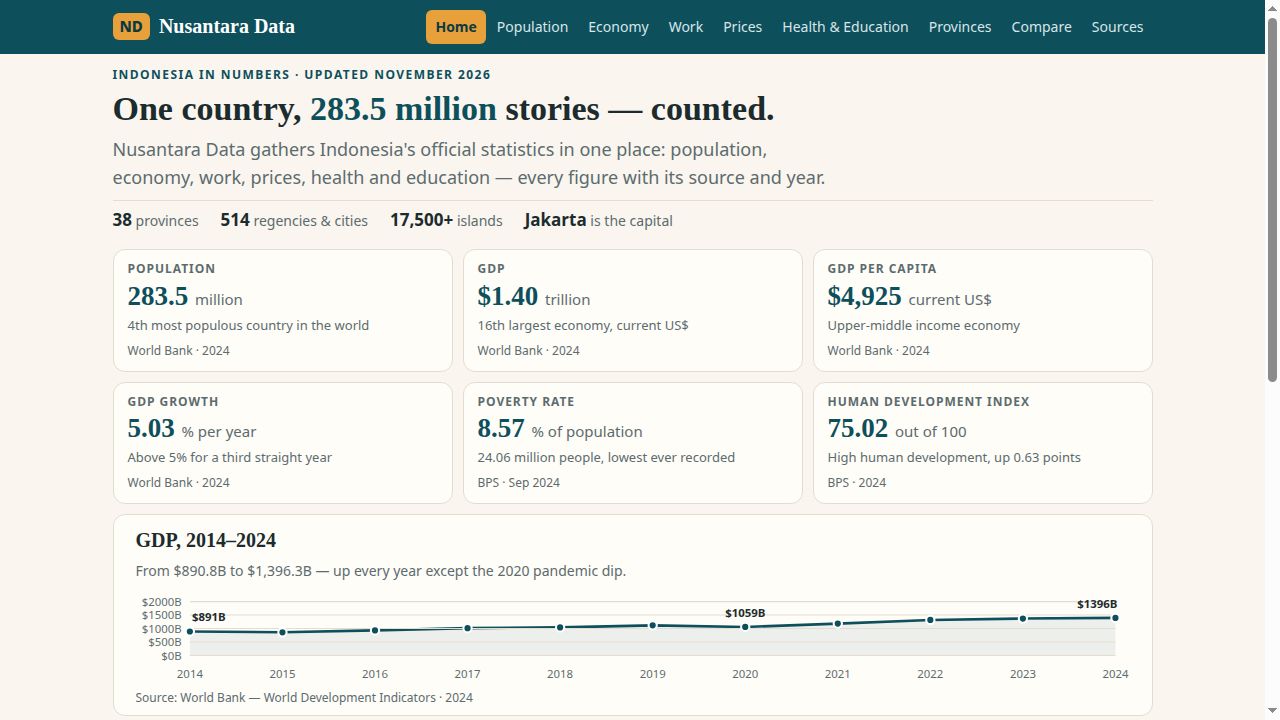 ND Nusantara Data Home Population Economy Work Prices Health & Education Provinces Compare Sources
INDONESIA IN NUMBERS · UPDATED NOVEMBER 2026
One country, 283.5 million stories — counted.
Nusantara Data gathers Indonesia's official statistics in one place: population,
economy, work, prices, health and education — every figure with its source and year.
38 provinces 514 regencies & cities 17,500+ islands Jakarta is the capital
POPULATION
283.5 million
4th most populous country in the world
World Bank · 2024
GDP
$1.40 trillion
16th largest economy, current US$
World Bank · 2024
GDP PER CAPITA
$4,925 current US$
Upper-middle income economy
World Bank · 2024
GDP GROWTH
5.03 % per year
Above 5% for a third straight year
World Bank · 2024
POVERTY RATE
8.57 % of population
24.06 million people, lowest ever recorded
BPS · Sep 2024
HUMAN DEVELOPMENT INDEX
75.02 out of 100
High human development, up 0.63 points
BPS · 2024
GDP, 2014–2024
From $890.8B to $1,396.3B — up every year except the 2020 pandemic dip.
$2000B
$1500B
$1000B
$500B
$0B
$891B
$1059B
$1396B
2014 2015 2016 2017 2018 2019 2020 2021 2022 2023 2024
Source: World Bank — World Development Indicators · 2024